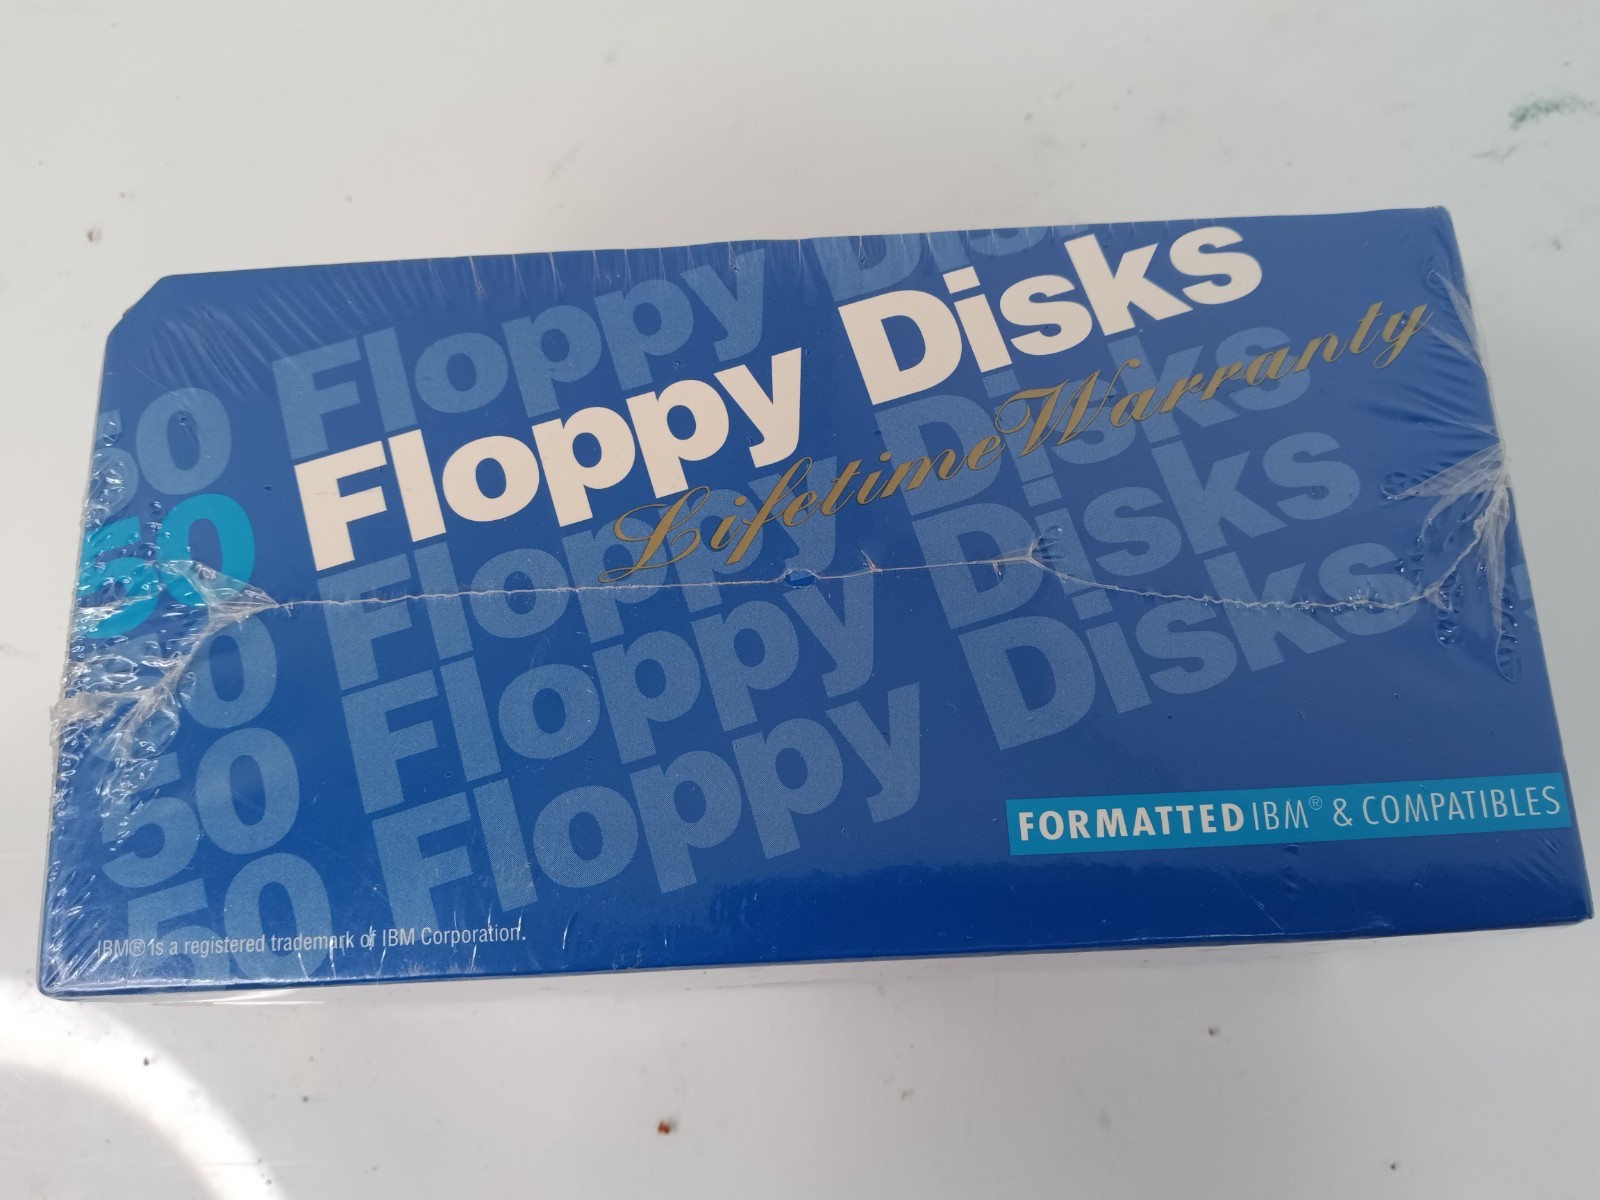 50 Floppy Disks
50 Floppy Disks
Lifetime Warranty
50 Floppy Disks
50 Floppy Disks
50 Floppy Disks
FORMATTED IBM® & COMPATIBLES
IBM® is a registered trademark of IBM Corporation.